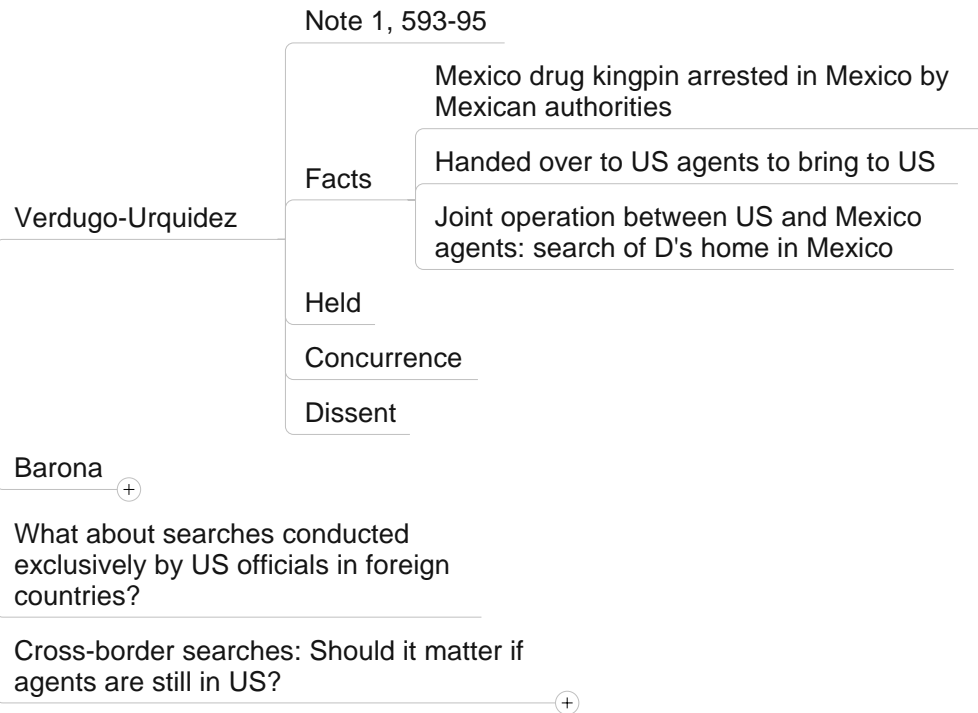 Note 1, 593-95
Mexico drug kingpin arrested in Mexico by
Mexican authorities
Facts
Handed over to US agents to bring to US
Verdugo-Urquidez
Joint operation between US and Mexico
agents: search of D's home in Mexico
Held
Concurrence
Dissent
Barona
What about searches conducted
exclusively by US officials in foreign
countries?
Cross-border searches: Should it matter if
agents are still in US?